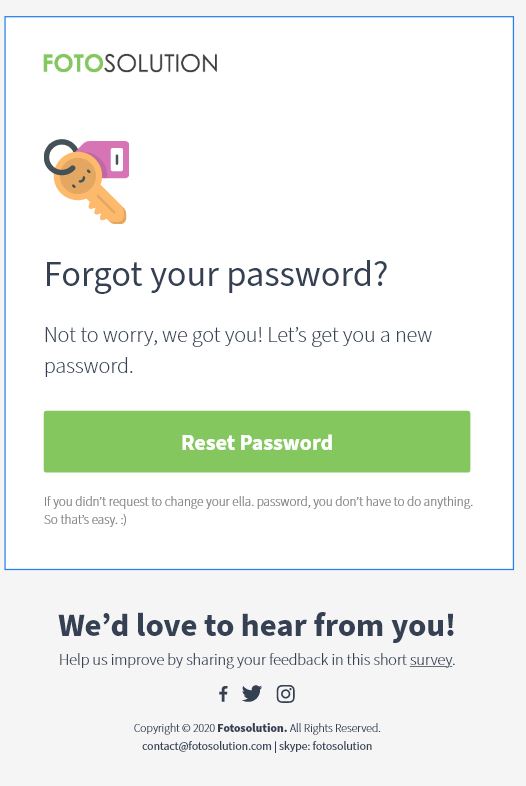 FOTOSOLUTION
Forgot your password?
Not to worry, we got you! Let’s get you a new
password.
Reset Password
If you didn’t request to change your ella. password, you don’t have to do anything.
So that’s easy. :)
We’d love to hear from you!
Help us improve by sharing your feedback in this short survey.
Copyright © 2020 Fotosolution. All Rights Reserved.
contact@fotosolution.com | skype: fotosolution